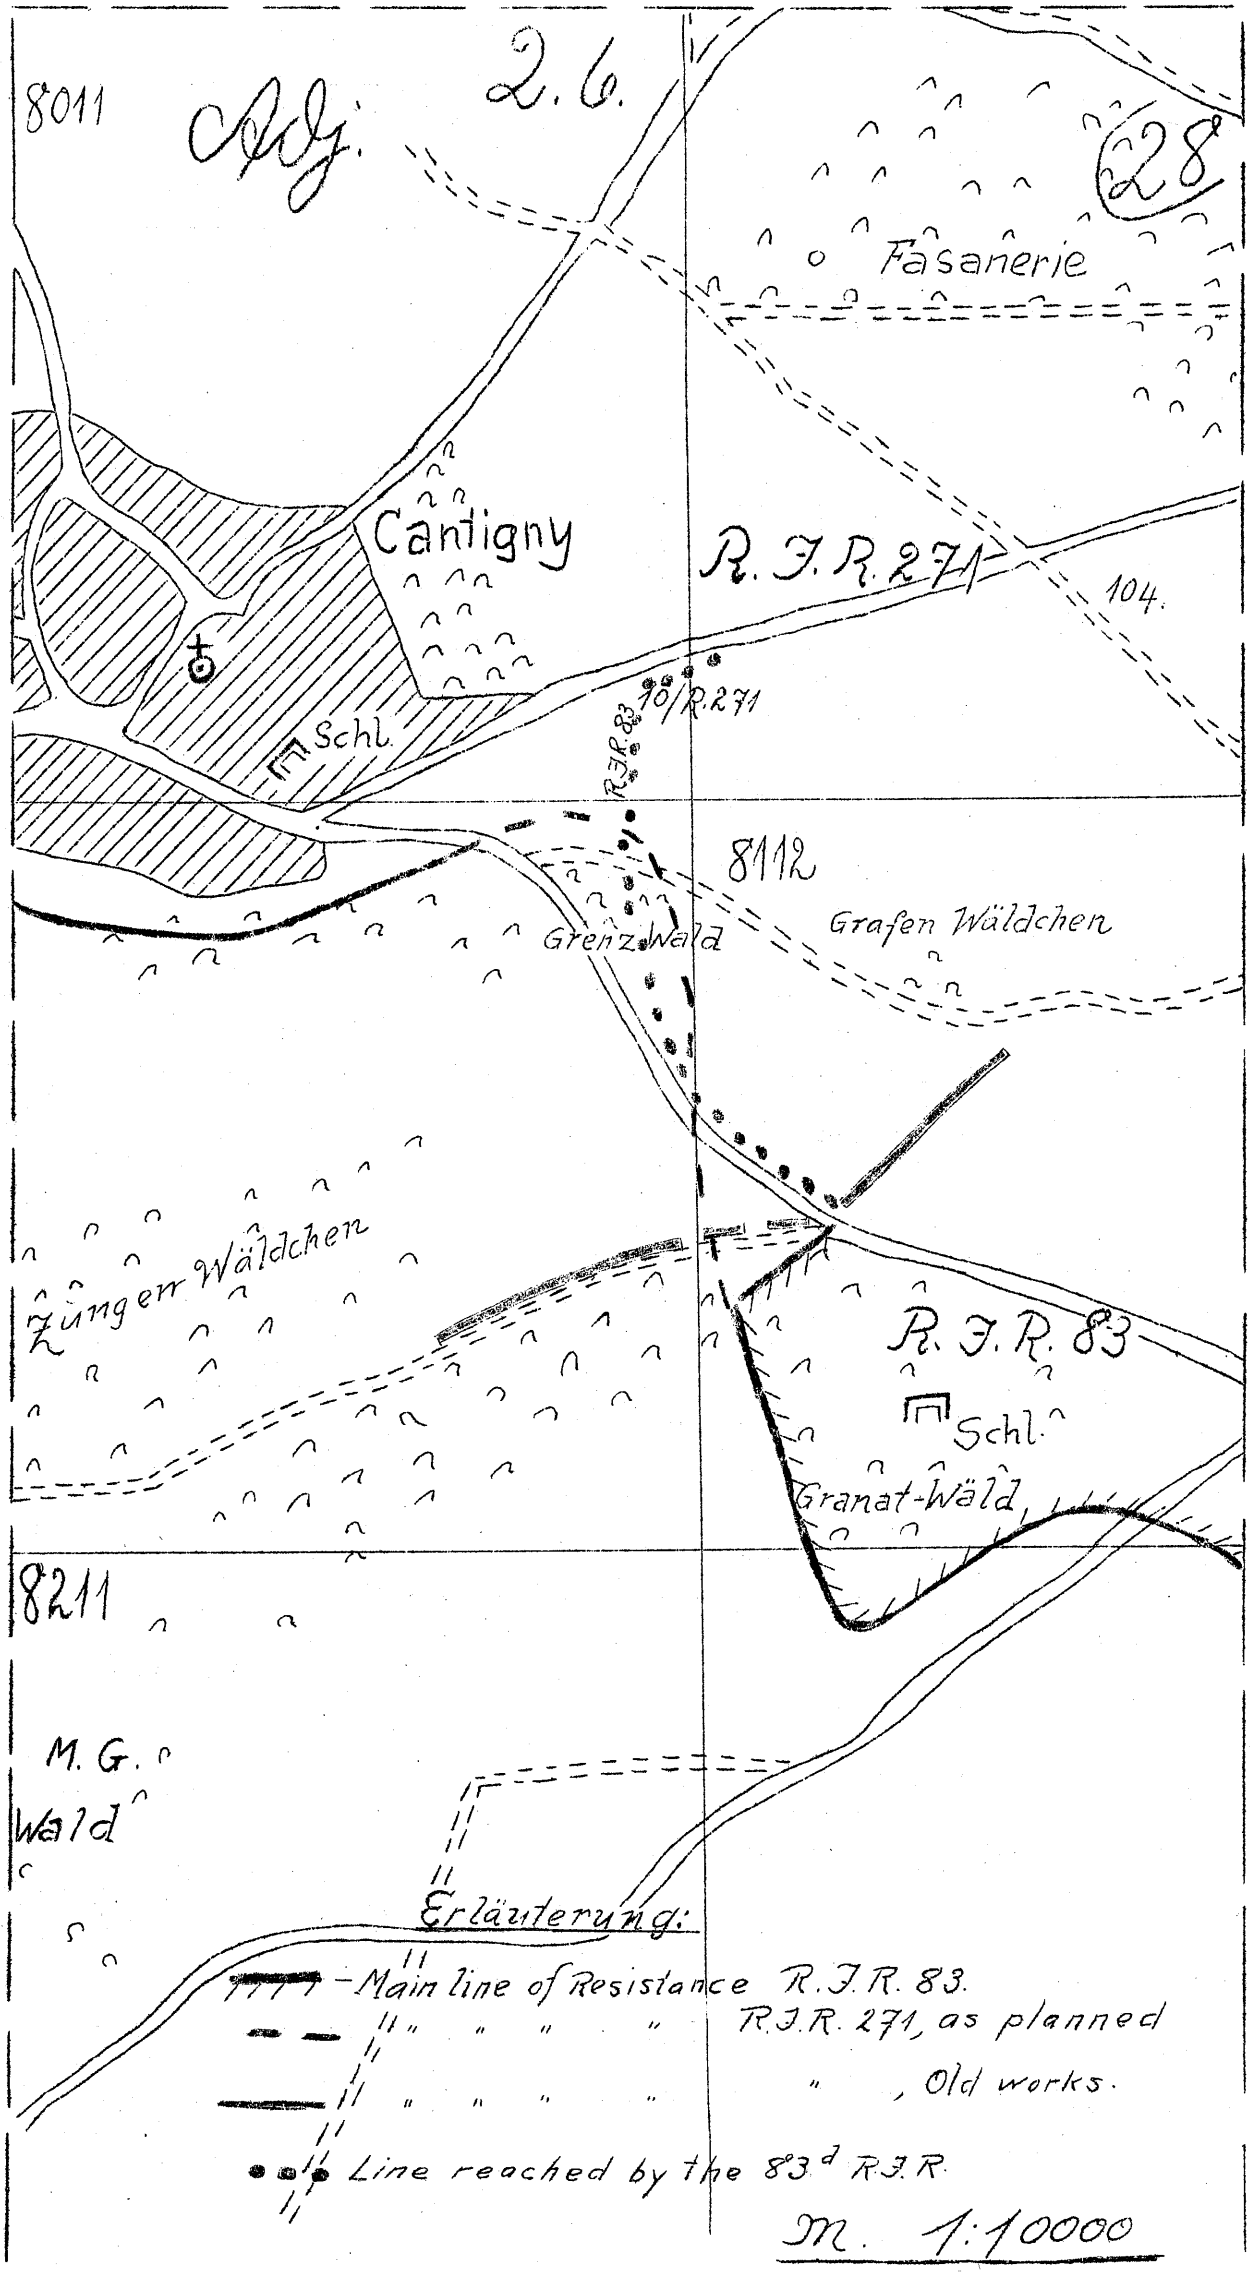 2. 6.
8011
Adj.
28
Fasanerie
Cantigny
R. J. R. 271
104.
10/R. 271
R.J.R. 83
Schl.
8112
Grafen Wäldchen
Grenz Wald
Zungen Wäldchen
R. J. R. 83
Schl.
Granat-Wäld
8211
M. G.
Wald
Erläuterung:
- Main line of Resistance R. J. R. 83.
" " " " R. J. R. 271, as planned
" " " " " , Old works.
Line reached by the 83d R.J.R.
M. 1:10000